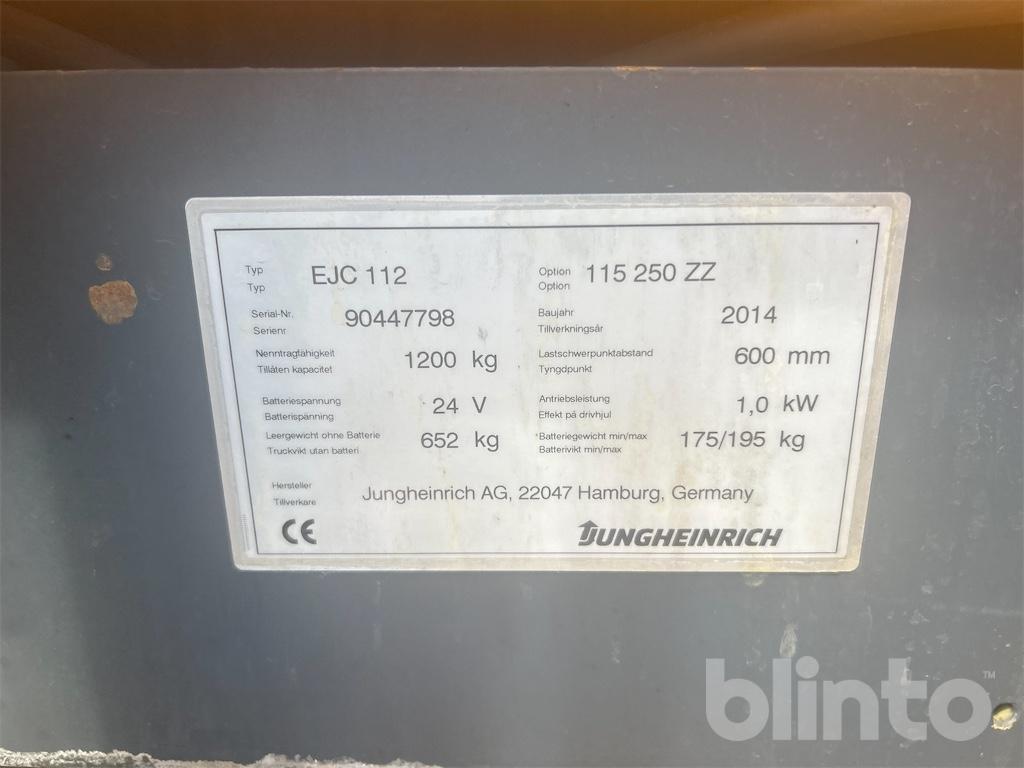 Typ
Typ
EJC 112
Option
Option
115 250 ZZ
Serial-Nr.
Serienr
90447798
Baujahr
Tillverkningsår
2014
Nenntragfähigkeit
Tillåten kapacitet
1200 kg
Lastschwerpunktabstand
Tyngdpunkt
600 mm
Batteriespannung
Batterispänning
24 V
Antriebsleistung
Effekt på drivhjul
1,0 kW
Leergewicht ohne Batterie
Truckvikt utan batteri
652 kg
*Batteriegewicht min/max
Batterivikt min/max
175/195 kg
Hersteller
Tillverkare
Jungheinrich AG, 22047 Hamburg, Germany
CE
JUNGHEINRICH
blinto™